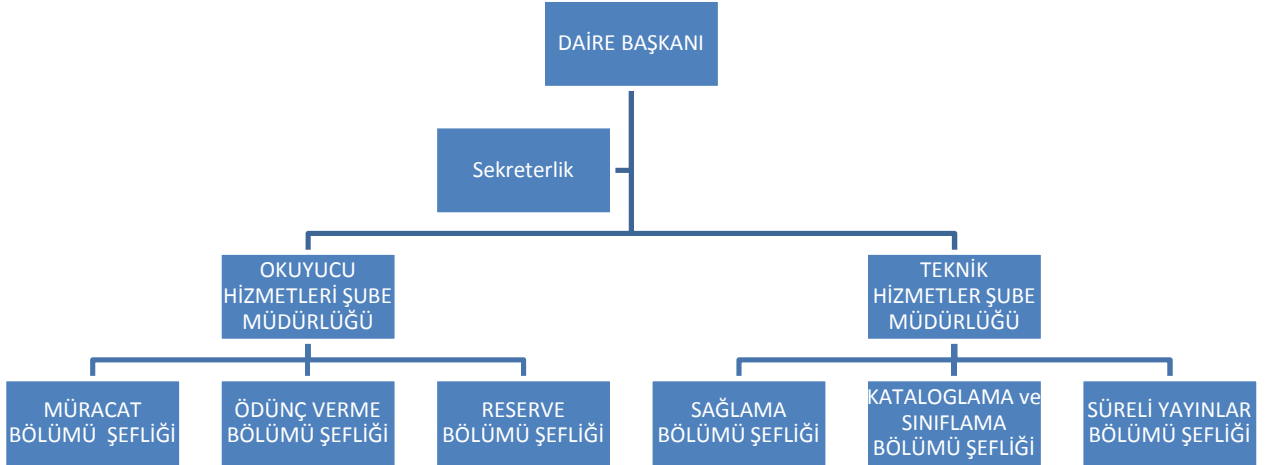 DAİRE BAŞKANI
Sekreterlik
OKUYUCU
HİZMETLERİ ŞUBE
MÜDÜRLÜĞÜ
TEKNİK
HİZMETLER ŞUBE
MÜDÜRLÜĞÜ
MÜRACAT
BÖLÜMÜ ŞEFLİĞİ
ÖDÜNÇ VERME
BÖLÜMÜ ŞEFLİĞİ
RESERVE
BÖLÜMÜ ŞEFLİĞİ
SAĞLAMA
BÖLÜMÜ ŞEFLİĞİ
KATALOGLAMA ve
SINIFLAMA
BÖLÜMÜ ŞEFLİĞİ
SÜRELİ YAYINLAR
BÖLÜMÜ ŞEFLİĞİ